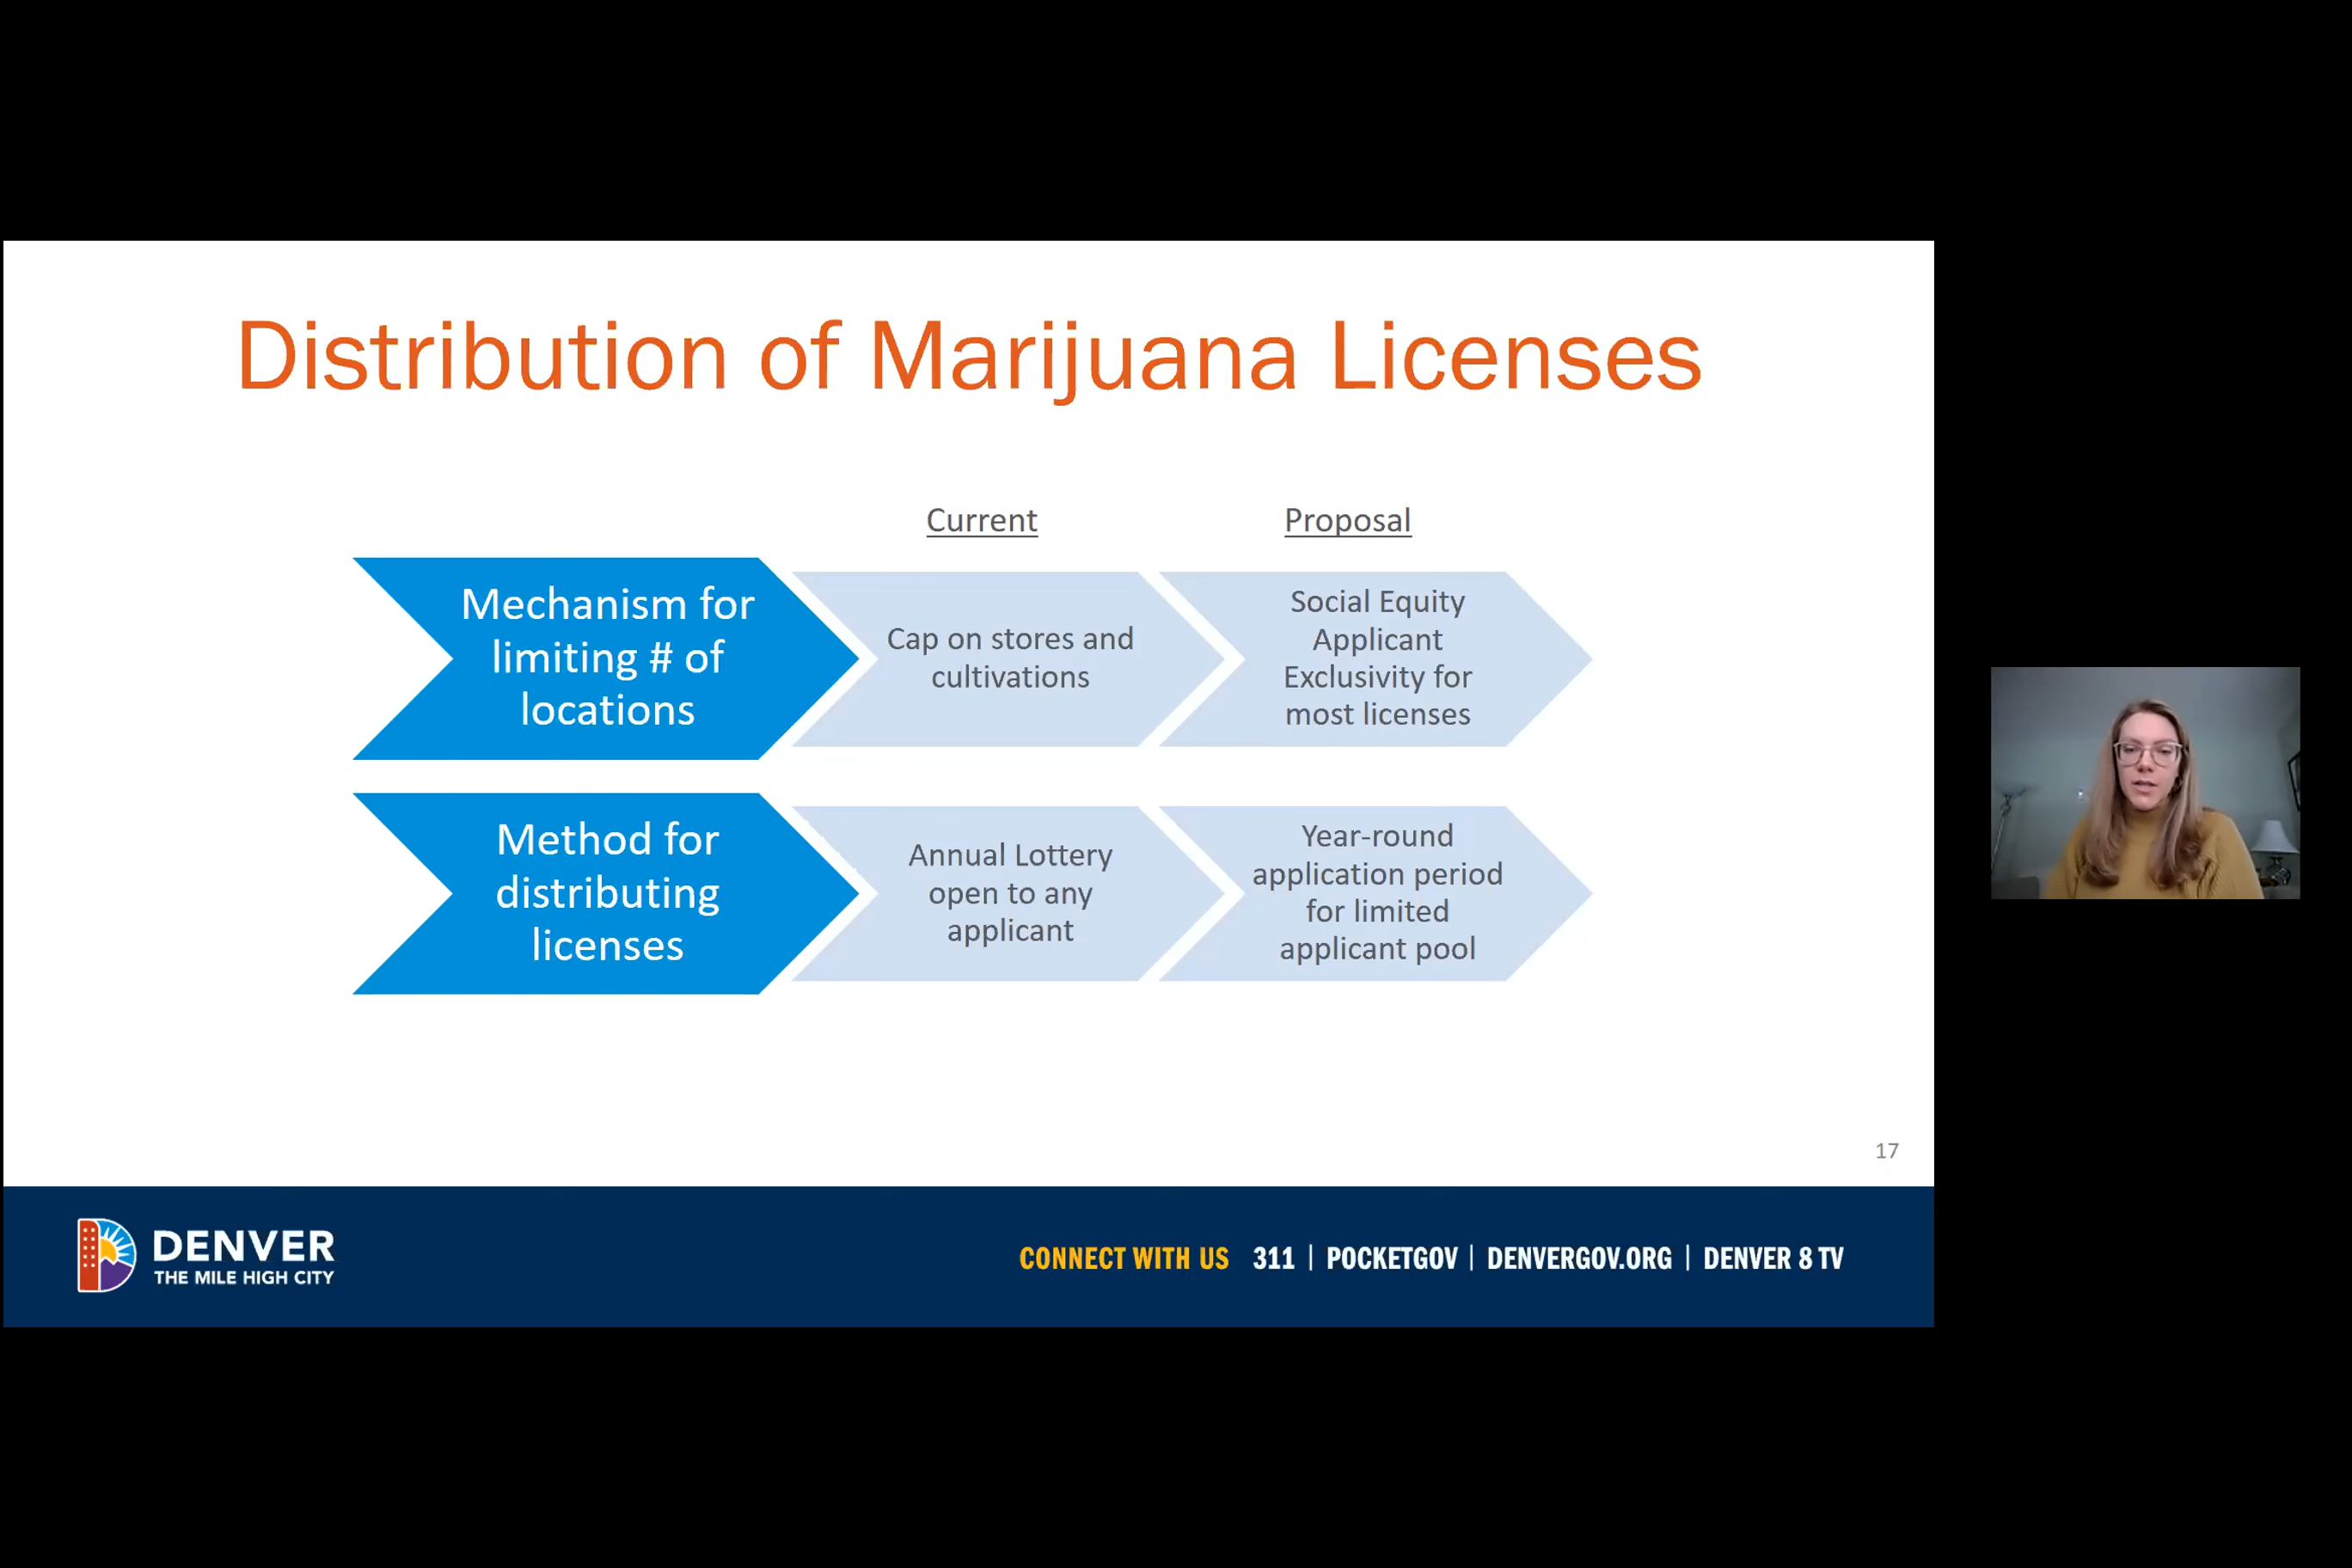 Distribution of Marijuana Licenses
Current
Proposal
Mechanism for
limiting # of
locations
Cap on stores and
cultivations
Social Equity
Applicant
Exclusivity for
most licenses
Method for
distributing
licenses
Annual Lottery
open to any
applicant
Year-round
application period
for limited
applicant pool
17
DENVER
THE MILE HIGH CITY
CONNECT WITH US 311 | POCKETGOV | DENVERGOV.ORG | DENVER 8 TV